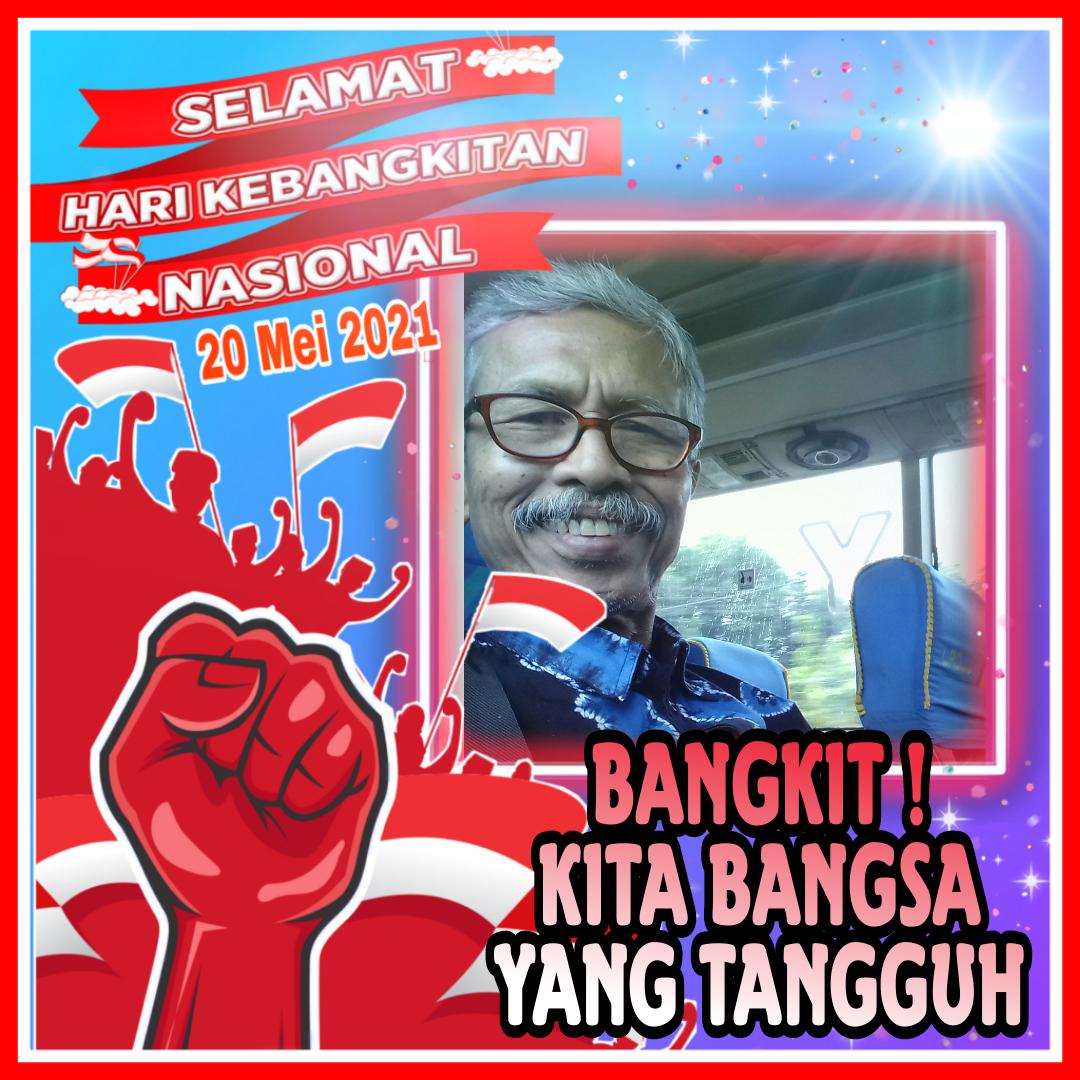 SELAMAT
HARI KEBANGKITAN
NASIONAL
20 Mei 2021
Y
BANGKIT !
KITA BANGSA
YANG TANGGUH